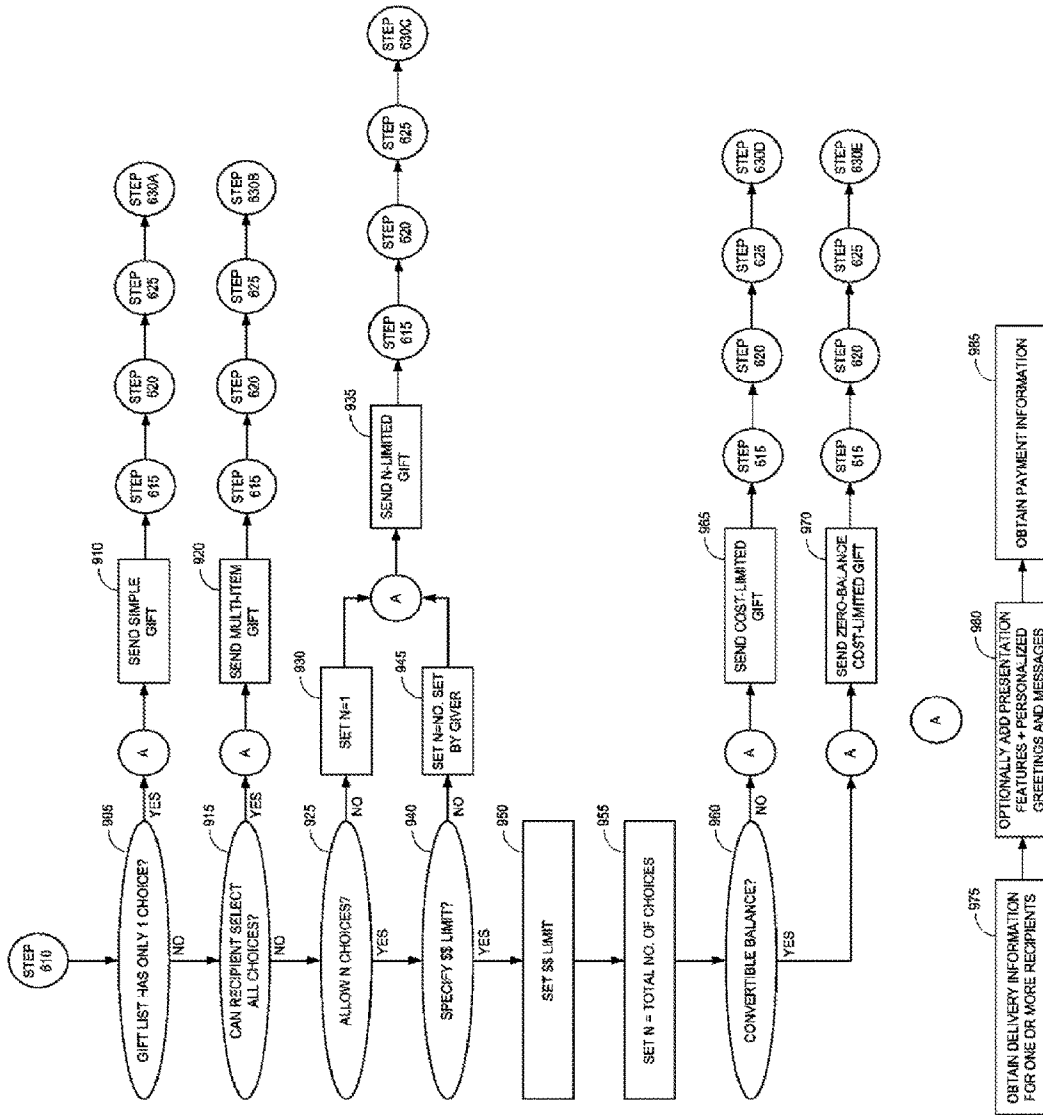 STEP
610
905
GIFT LIST HAS ONLY 1 CHOICE?
YES
NO
A
910
SEND SIMPLE
GIFT
STEP
615
STEP
620
STEP
625
STEP
630A
915
CAN RECIPIENT SELECT
ALL CHOICES?
YES
NO
A
920
SEND MULTI-ITEM
GIFT
STEP
615
STEP
620
STEP
625
STEP
630B
925
ALLOW N CHOICES?
NO
YES
930
SET N=1
A
935
SEND N-LIMITED
GIFT
STEP
615
STEP
620
STEP
625
STEP
630C
940
SPECIFY $$ LIMIT?
NO
YES
945
SET N=NO. SET
BY GIVER
950
SET $$ LIMIT
955
SET N = TOTAL NO. OF CHOICES
960
CONVERTIBLE BALANCE?
NO
YES
A
965
SEND COST-LIMITED
GIFT
STEP
615
STEP
620
STEP
625
STEP
630D
A
970
SEND ZERO-BALANCE
COST-LIMITED GIFT
STEP
615
STEP
620
STEP
625
STEP
630E
A
975
OBTAIN DELIVERY INFORMATION
FOR ONE OR MORE RECIPIENTS
980
OPTIONALLY ADD PRESENTATION
FEATURES + PERSONALIZED
GREETINGS AND MESSAGES
985
OBTAIN PAYMENT INFORMATION